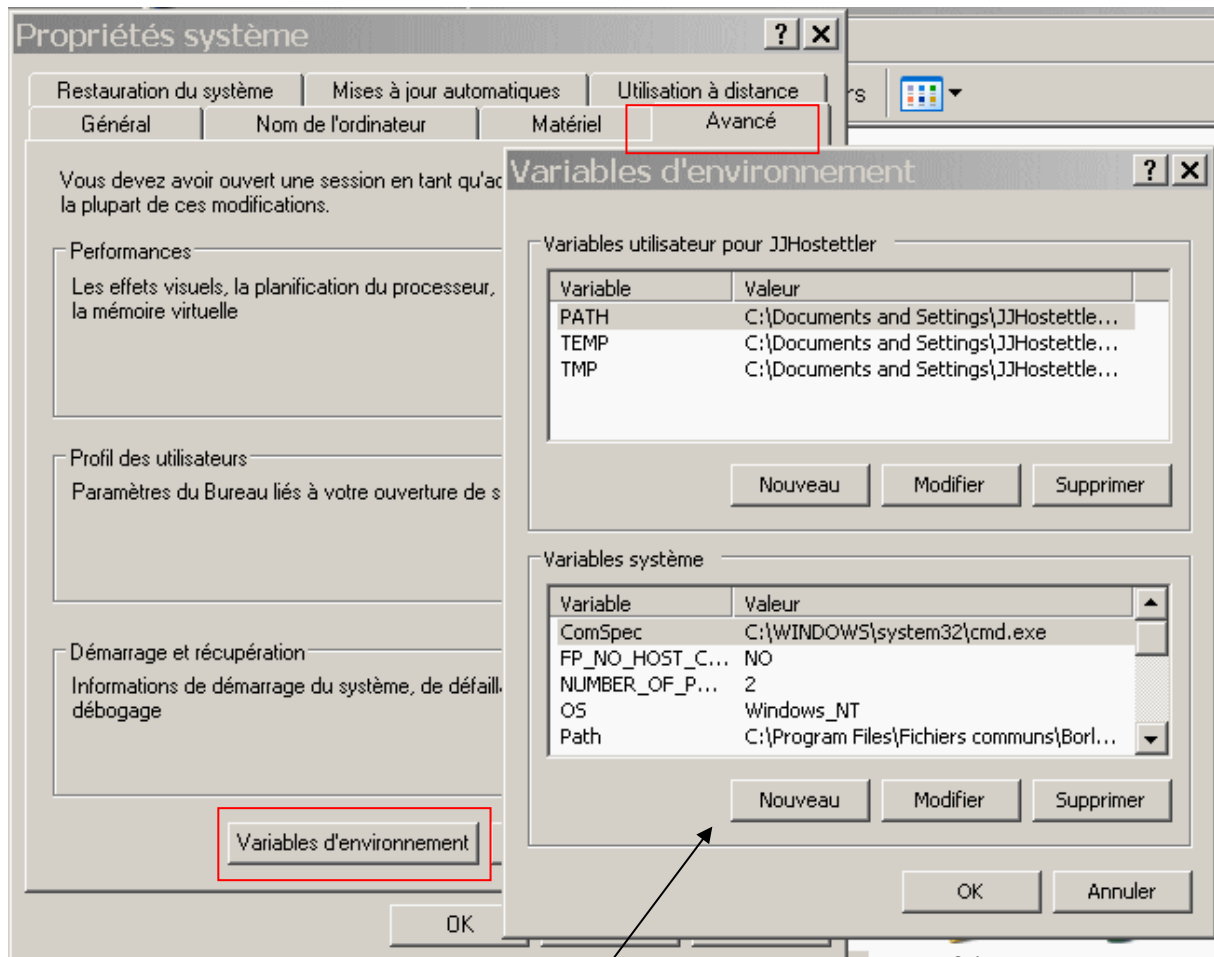 Propriétés système
Restauration du système
Mises à jour automatiques
Utilisation à distance
Général
Nom de l'ordinateur
Matériel
Avancé
Vous devez avoir ouvert une session en tant qu'ad
la plupart de ces modifications.
Performances
Les effets visuels, la planification du processeur,
la mémoire virtuelle
Profil des utilisateurs
Paramètres du Bureau liés à votre ouverture de s
Démarrage et récupération
Informations de démarrage du système, de défaill
débogage
Variables d'environnement
OK
rs
Variables d'environnement
Variables utilisateur pour JJHostettler
Variable Valeur
PATH C:\Documents and Settings\JJHostettle...
TEMP C:\Documents and Settings\JJHostettle...
TMP C:\Documents and Settings\JJHostettle...
Nouveau Modifier Supprimer
Variables système
Variable Valeur
ComSpec C:\WINDOWS\system32\cmd.exe
FP_NO_HOST_C... NO
NUMBER_OF_P... 2
OS Windows_NT
Path C:\Program Files\Fichiers communs\Borl...
Nouveau Modifier Supprimer
OK Annuler